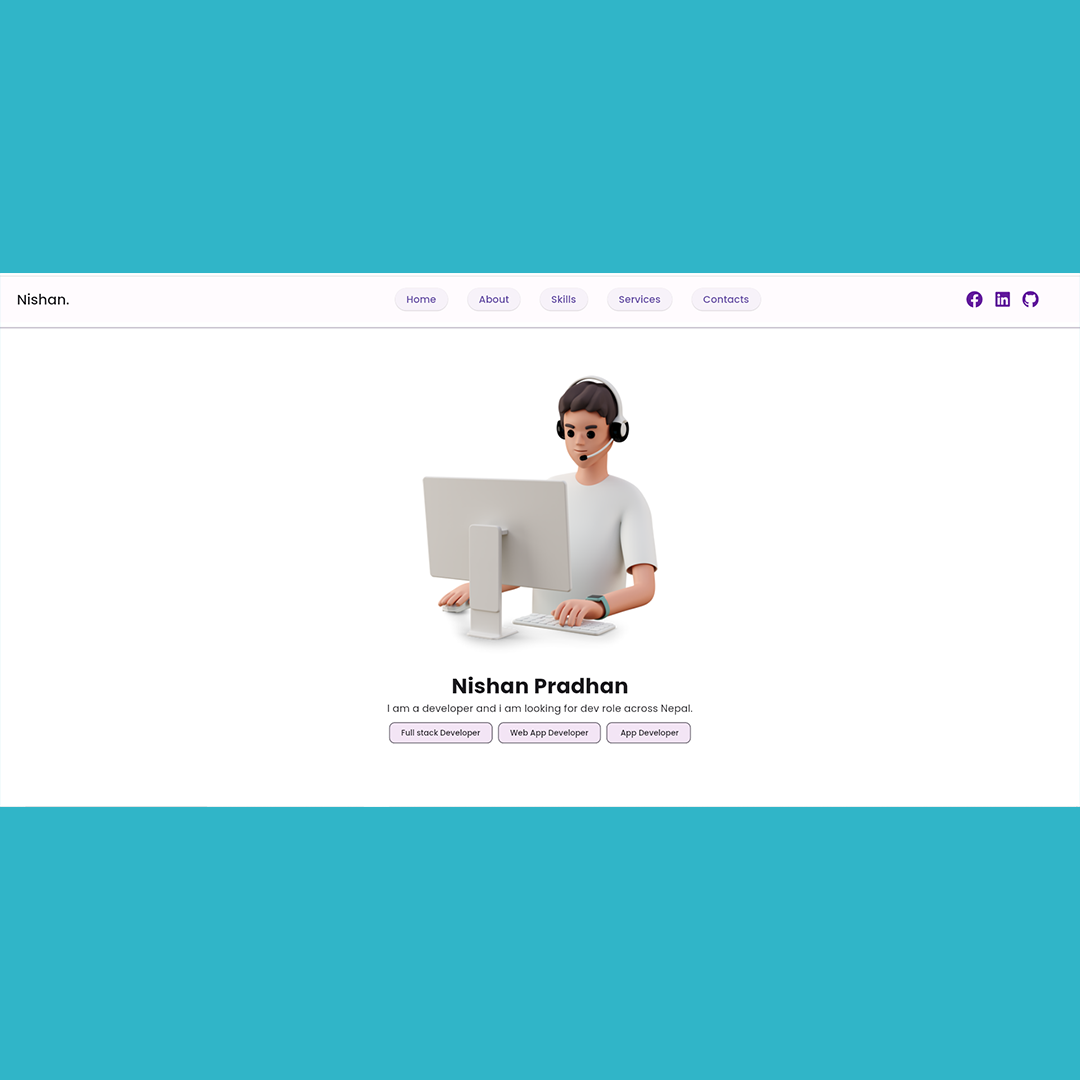 Nishan. Home About Skills Services Contacts
Nishan Pradhan
I am a developer and i am looking for dev role across Nepal.
Full stack Developer Web App Developer App Developer